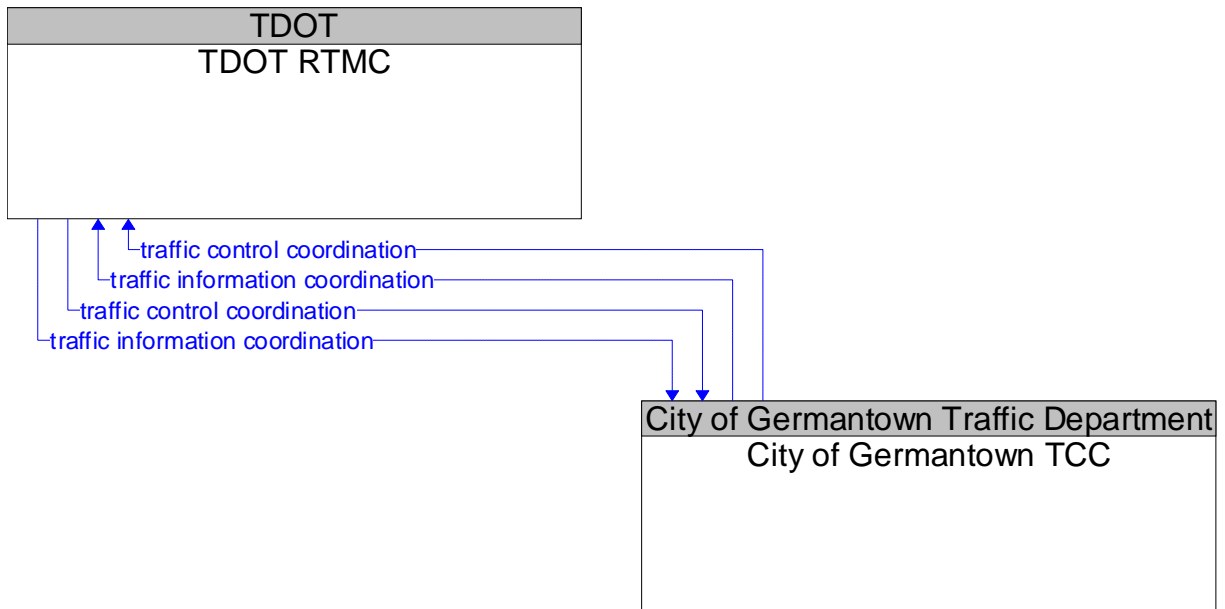 TDOT
TDOT RTMC
traffic control coordination
traffic information coordination
traffic control coordination
traffic information coordination
City of Germantown Traffic Department
City of Germantown TCC